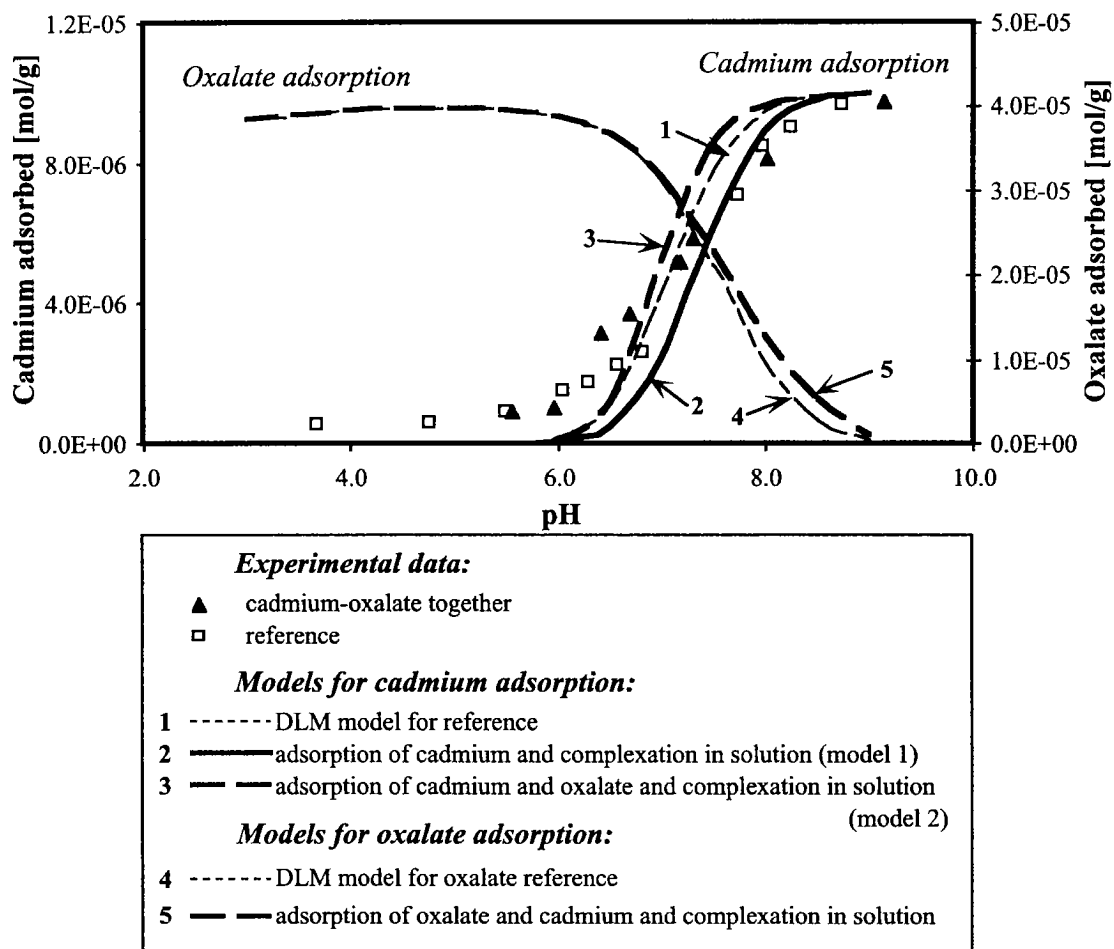 1.2E-05
8.0E-06
4.0E-06
0.0E+00
Cadmium adsorbed [mol/g]
5.0E-05
4.0E-05
3.0E-05
2.0E-05
1.0E-05
0.0E+00
Oxalate adsorbed [mol/g]
Oxalate adsorption
Cadmium adsorption
1
3
2
4
5
2.0 4.0 6.0 8.0 10.0
pH
Experimental data:
▲ cadmium-oxalate together
□ reference
Models for cadmium adsorption:
1 DLM model for reference
2 adsorption of cadmium and complexation in solution (model 1)
3 adsorption of cadmium and oxalate and complexation in solution
(model 2)
Models for oxalate adsorption:
4 DLM model for oxalate reference
5 adsorption of oxalate and cadmium and complexation in solution